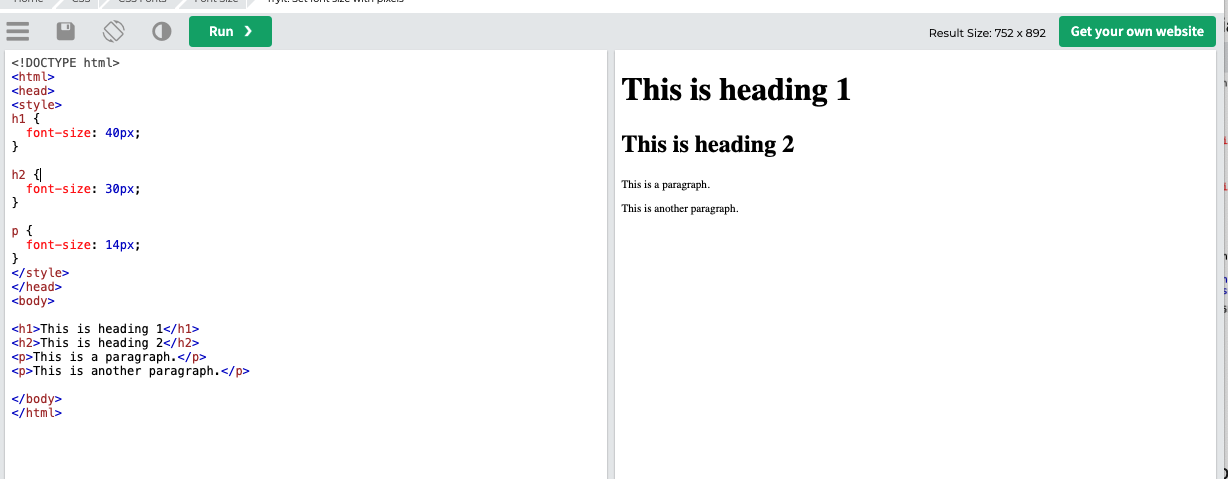 Home CSS CSS Fonts Font Size Tryit: Set font size with pixels
Run ❯
Result Size: 752 x 892
Get your own website
<!DOCTYPE html>
<html>
<head>
<style>
h1 {
  font-size: 40px;
}

h2 {
  font-size: 30px;
}

p {
  font-size: 14px;
}
</style>
</head>
<body>

<h1>This is heading 1</h1>
<h2>This is heading 2</h2>
<p>This is a paragraph.</p>
<p>This is another paragraph.</p>

</body>
</html>
This is heading 1
This is heading 2
This is a paragraph.
This is another paragraph.